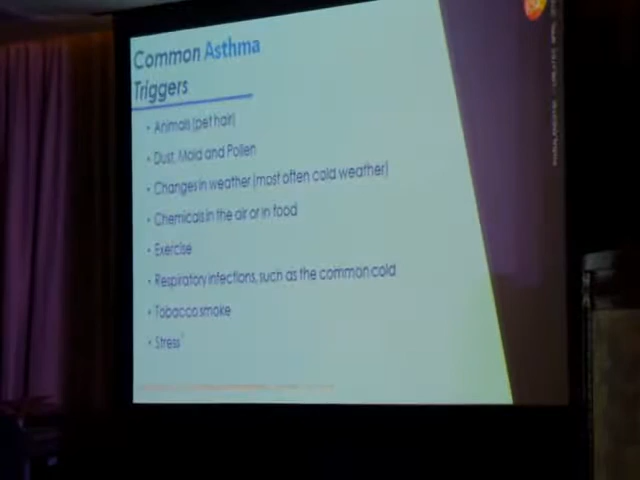 Common Asthma
Triggers
• Animals (pet hair)
• Dust, Mold and Pollen
• Changes in weather (most often cold weather)
• Chemicals in the air or in food
• Exercise
• Respiratory infections, such as the common cold
• Tobacco smoke
• Stress